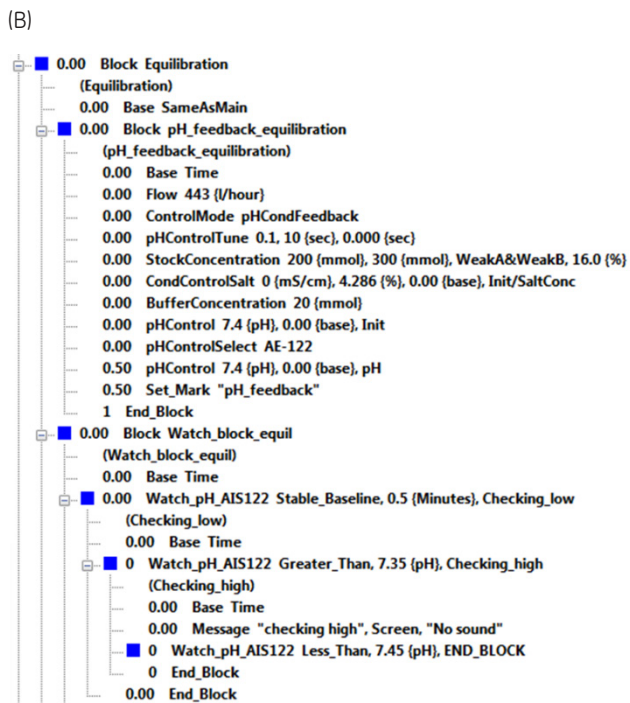 (B)
0.00 Block Equilibration
(Equilibration)
0.00 Base SameAsMain
0.00 Block pH_feedback_equilibration
(pH_feedback_equilibration)
0.00 Base Time
0.00 Flow 443 {l/hour}
0.00 ControlMode pHCondFeedback
0.00 pHControlTune 0.1, 10 {sec}, 0.000 {sec}
0.00 StockConcentration 200 {mmol}, 300 {mmol}, WeakA&WeakB, 16.0 {%}
0.00 CondControlSalt 0 {mS/cm}, 4.286 {%}, 0.00 {base}, Init/SaltConc
0.00 BufferConcentration 20 {mmol}
0.00 pHControl 7.4 {pH}, 0.00 {base}, Init
0.00 pHControlSelect AE-122
0.50 pHControl 7.4 {pH}, 0.00 {base}, pH
0.50 Set_Mark "pH_feedback"
1 End_Block
0.00 Block Watch_block_equil
(Watch_block_equil)
0.00 Base Time
0.00 Watch_pH_AIS122 Stable_Baseline, 0.5 {Minutes}, Checking_low
(Checking_low)
0.00 Base Time
0 Watch_pH_AIS122 Greater_Than, 7.35 {pH}, Checking_high
(Checking_high)
0.00 Base Time
0.00 Message "checking high", Screen, "No sound"
0 Watch_pH_AIS122 Less_Than, 7.45 {pH}, END_BLOCK
0 End_Block
0.00 End_Block